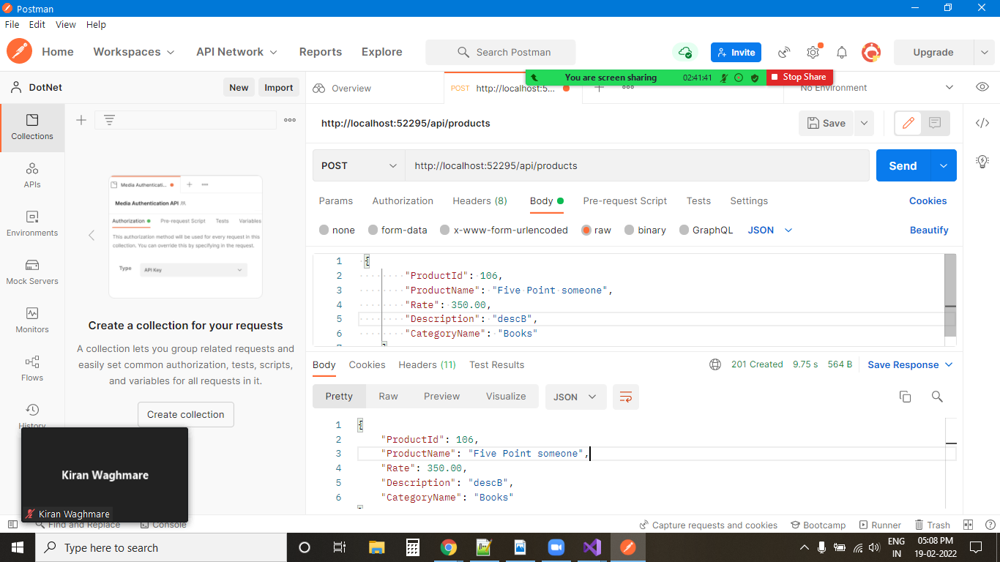 Postman
File Edit View Help
Home Workspaces API Network Reports Explore Search Postman Invite Upgrade
You are screen sharing 02:41:41 Stop Share
DotNet New Import Overview POST http://localhost:5... No Environment
http://localhost:52295/api/products Save
Collections
APIs
Environments
Mock Servers
Monitors
Flows
History
Media Authenticati...
Media Authentication API
Authorization Pre-request Script Tests Variables
This authorization method will be used for every request in this
collection. You can override this by specifying in the request.
Type API Key
Create a collection for your requests
A collection lets you group related requests and
easily set common authorization, tests, scripts,
and variables for all requests in it.
Create collection
POST http://localhost:52295/api/products Send
Params Authorization Headers (8) Body Pre-request Script Tests Settings Cookies
none form-data x-www-form-urlencoded raw binary GraphQL JSON Beautify
1 {
2 "ProductId": 106,
3 "ProductName": "Five Point someone",
4 "Rate": 350.00,
5 "Description": "descB",
6 "CategoryName": "Books"
Body Cookies Headers (11) Test Results 201 Created 9.75 s 564 B Save Response
Pretty Raw Preview Visualize JSON
1 {
2 "ProductId": 106,
3 "ProductName": "Five Point someone",
4 "Rate": 350.00,
5 "Description": "descB",
6 "CategoryName": "Books"
Kiran Waghmare
Kiran Waghmare
Find and Replace Console Capture requests and cookies Bootcamp Runner Trash
Type here to search
ENG
IN
05:08 PM
19-02-2022